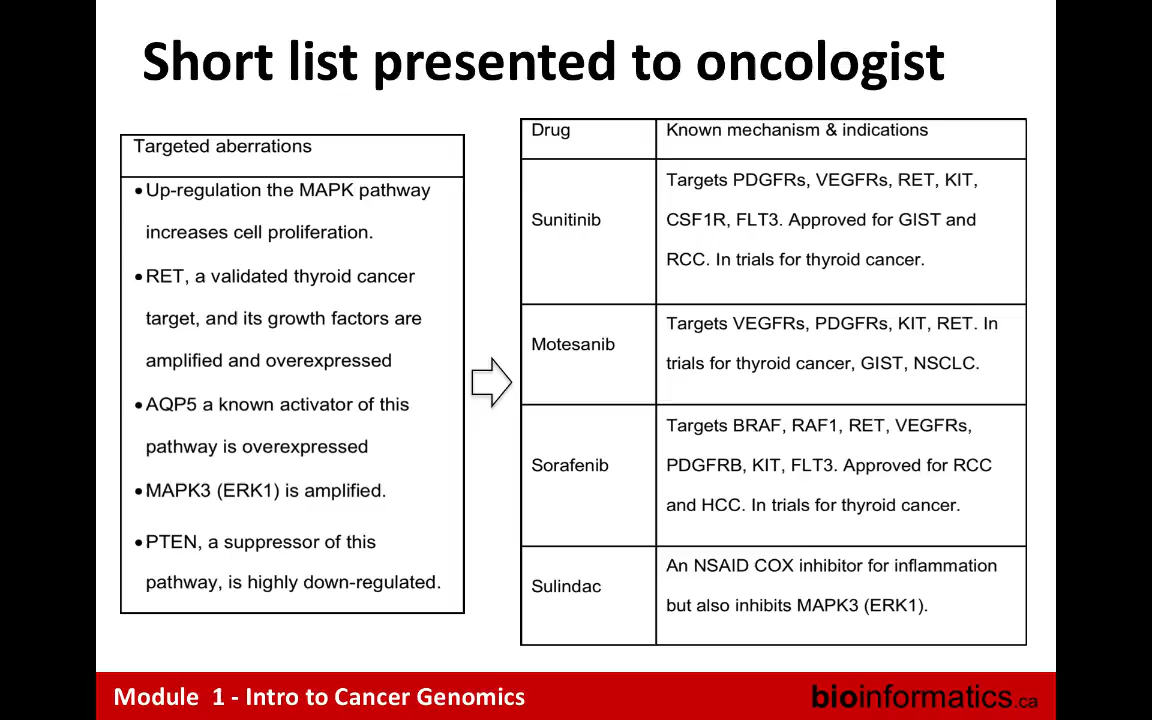 Short list presented to oncologist
Targeted aberrations
•Up-regulation the MAPK pathway
increases cell proliferation.
•RET, a validated thyroid cancer
target, and its growth factors are
amplified and overexpressed
•AQP5 a known activator of this
pathway is overexpressed
•MAPK3 (ERK1) is amplified.
•PTEN, a suppressor of this
pathway, is highly down-regulated.
Drug
Known mechanism & indications
Sunitinib
Targets PDGFRs, VEGFRs, RET, KIT,
CSF1R, FLT3. Approved for GIST and
RCC. In trials for thyroid cancer.
Motesanib
Targets VEGFRs, PDGFRs, KIT, RET. In
trials for thyroid cancer, GIST, NSCLC.
Sorafenib
Targets BRAF, RAF1, RET, VEGFRs,
PDGFRB, KIT, FLT3. Approved for RCC
and HCC. In trials for thyroid cancer.
Sulindac
An NSAID COX inhibitor for inflammation
but also inhibits MAPK3 (ERK1).
Module 1 - Intro to Cancer Genomics
bioinformatics.ca